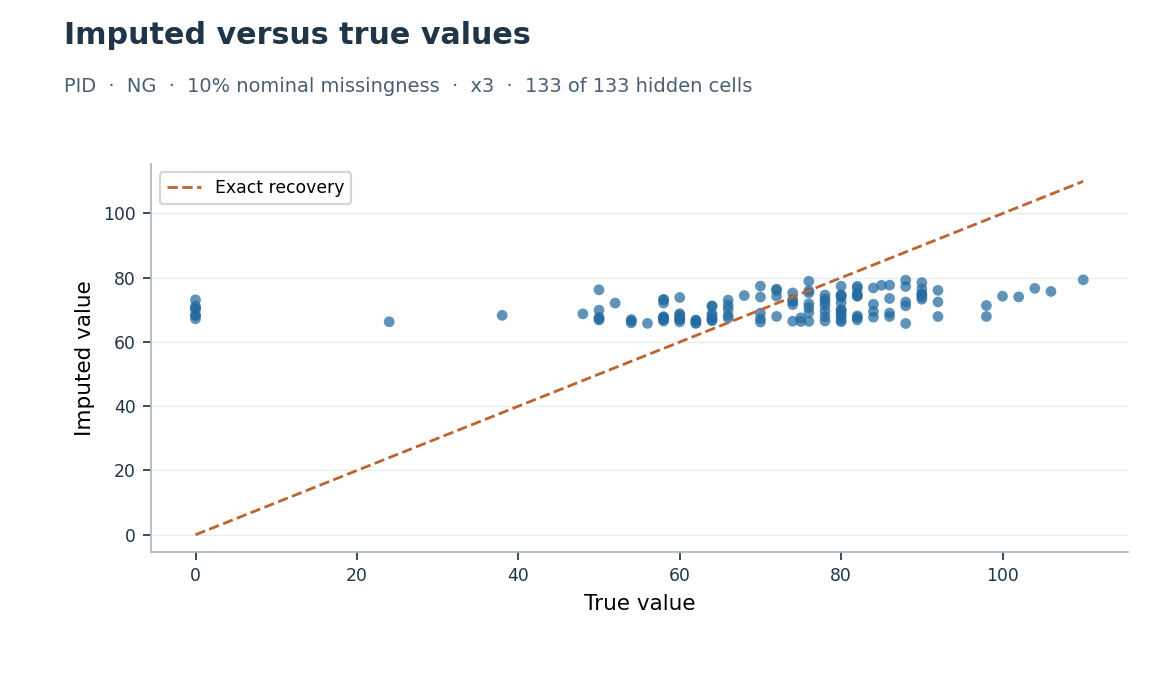 Imputed versus true values
PID · NG · 10% nominal missingness · x3 · 133 of 133 hidden cells
Exact recovery
100
80
60
40
20
0
Imputed value
0 20 40 60 80 100
True value